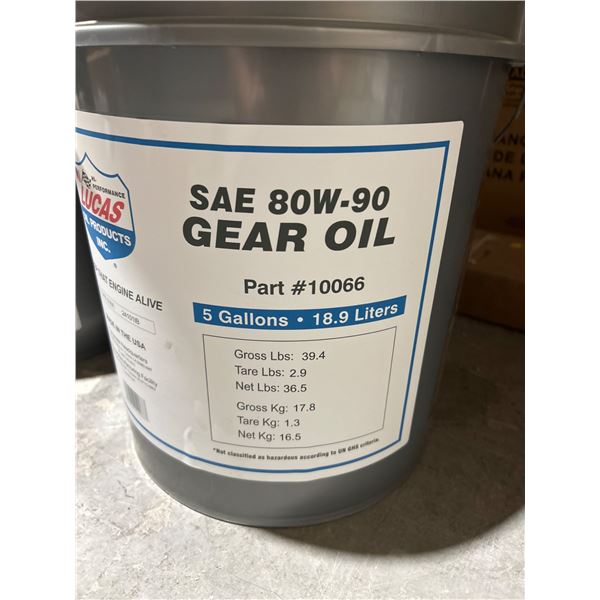 HI-PERFORMANCE
LUCAS
OIL PRODUCTS
INC.
SAE 80W-90
GEAR OIL
Part #10066
5 Gallons • 18.9 Liters
Gross Lbs: 39.4
Tare Lbs: 2.9
Net Lbs: 36.5
Gross Kg: 17.8
Tare Kg: 1.3
Net Kg: 16.5
*Not classified as hazardous according to UN GHS criteria.
ENGINE ALIVE
IN THE USA